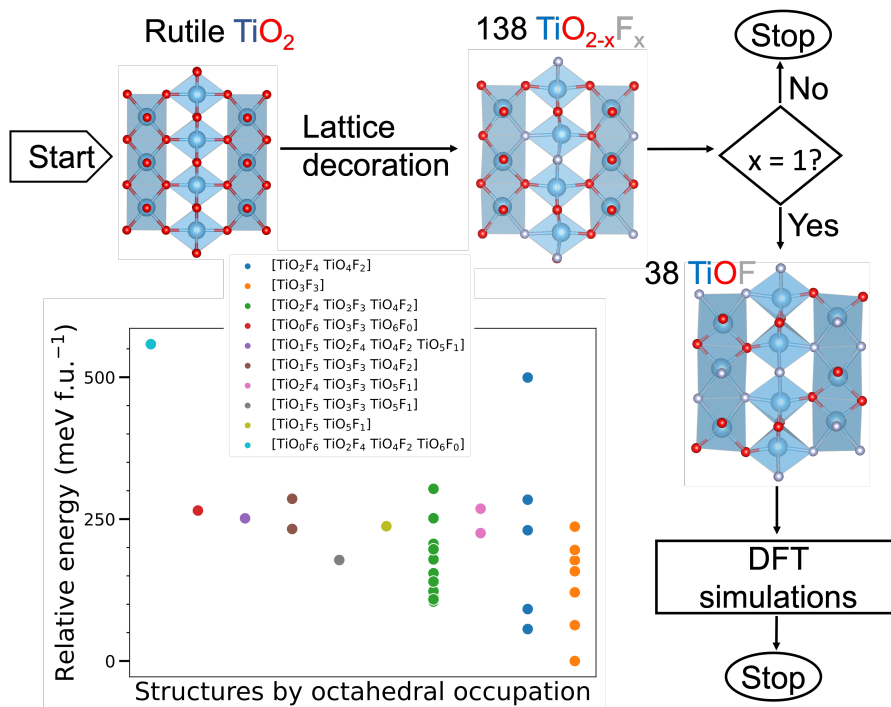 Rutile TiO₂
138 TiO₂₋ₓFₓ
Stop
Start
Lattice
decoration
No
x = 1?
Yes
38 TiOF
[TiO₂F₄ TiO₄F₂]
[TiO₃F₃]
[TiO₂F₄ TiO₃F₃ TiO₄F₂]
[TiO₀F₆ TiO₃F₃ TiO₆F₀]
[TiO₁F₅ TiO₂F₄ TiO₄F₂ TiO₅F₁]
[TiO₁F₅ TiO₃F₃ TiO₄F₂]
[TiO₂F₄ TiO₃F₃ TiO₅F₁]
[TiO₁F₅ TiO₃F₃ TiO₅F₁]
[TiO₁F₅ TiO₅F₁]
[TiO₀F₆ TiO₂F₄ TiO₄F₂ TiO₆F₀]
Relative energy (meV f.u.⁻¹)
500
250
0
Structures by octahedral occupation
DFT
simulations
Stop